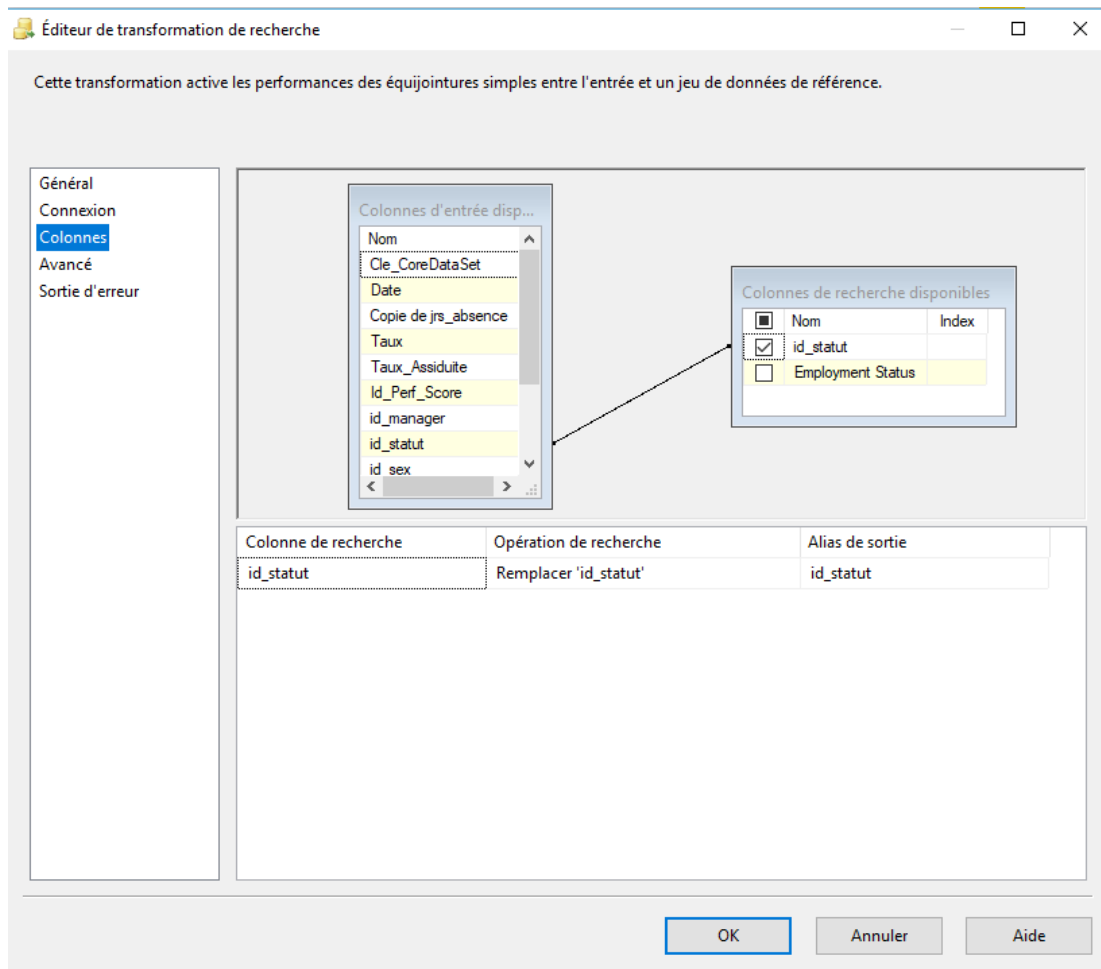 Éditeur de transformation de recherche
Cette transformation active les performances des équijointures simples entre l'entrée et un jeu de données de référence.
Général
Connexion
Colonnes
Avancé
Sortie d'erreur
Colonnes d'entrée disp...
Nom
Cle_CoreDataSet
Date
Copie de jrs_absence
Taux
Taux_Assiduite
Id_Perf_Score
id_manager
id_statut
id_sex
Colonnes de recherche disponibles
Nom Index
id_statut
Employment Status
Colonne de recherche Opération de recherche Alias de sortie
id_statut Remplacer 'id_statut' id_statut
OK Annuler Aide